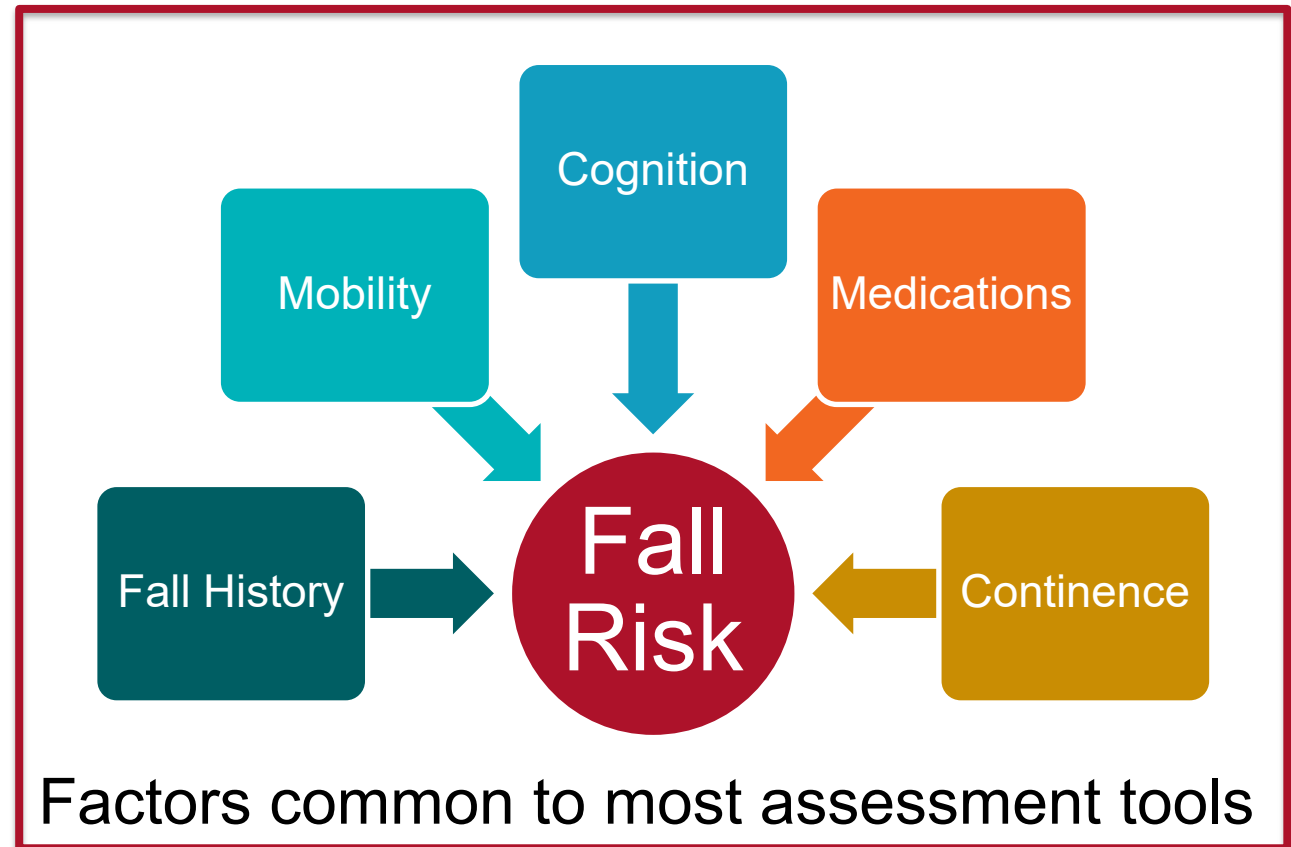 Cognition
Mobility
Medications
Fall History
Fall
Risk
Continence
Factors common to most assessment tools